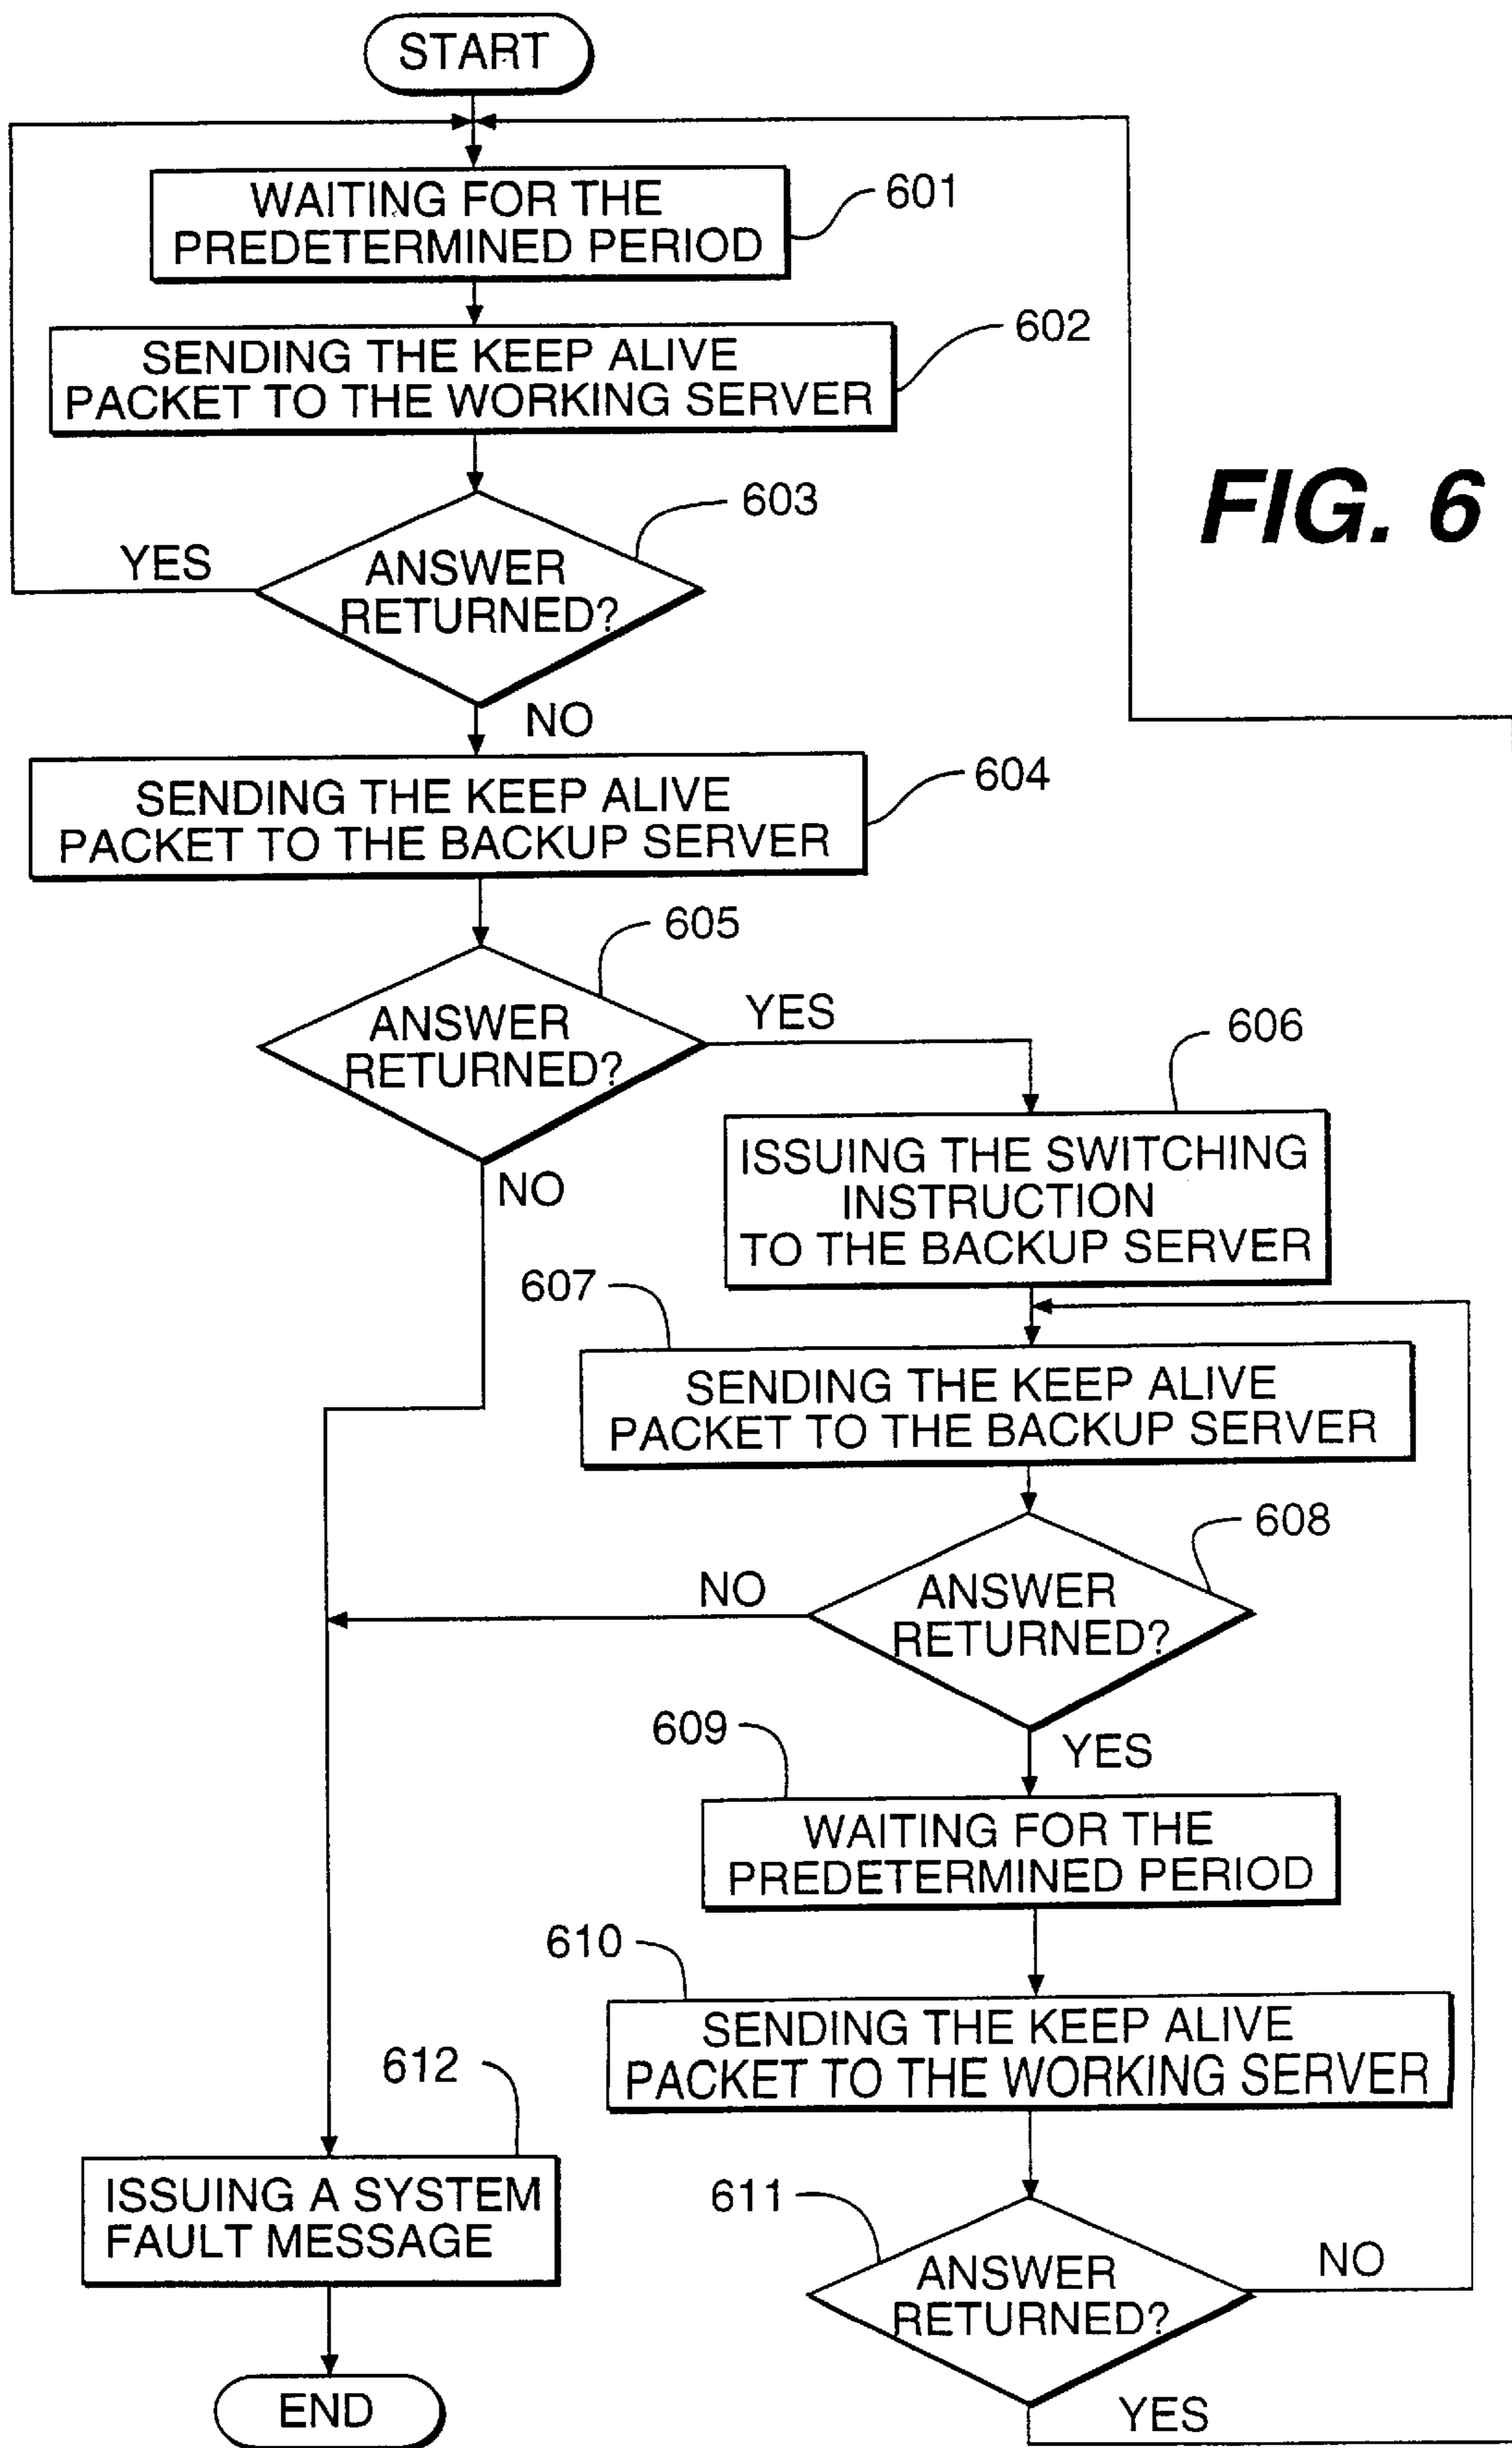 START
WAITING FOR THE
PREDETERMINED PERIOD
601
SENDING THE KEEP ALIVE
PACKET TO THE WORKING SERVER
602
FIG. 6
603
YES
ANSWER
RETURNED?
NO
SENDING THE KEEP ALIVE
PACKET TO THE BACKUP SERVER
604
605
ANSWER
RETURNED?
YES
NO
606
ISSUING THE SWITCHING
INSTRUCTION
TO THE BACKUP SERVER
607
SENDING THE KEEP ALIVE
PACKET TO THE BACKUP SERVER
608
NO
ANSWER
RETURNED?
YES
609
WAITING FOR THE
PREDETERMINED PERIOD
610
SENDING THE KEEP ALIVE
PACKET TO THE WORKING SERVER
612
ISSUING A SYSTEM
FAULT MESSAGE
611
ANSWER
RETURNED?
NO
YES
END